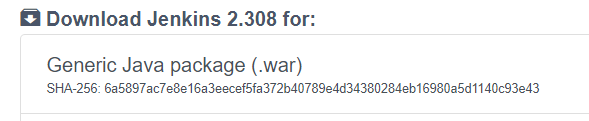 Download Jenkins 2.308 for:
Generic Java package (.war)
SHA-256: 6a5897ac7e8e16a3eecef5fa372b40789e4d34380284eb16980a5d1140c93e43